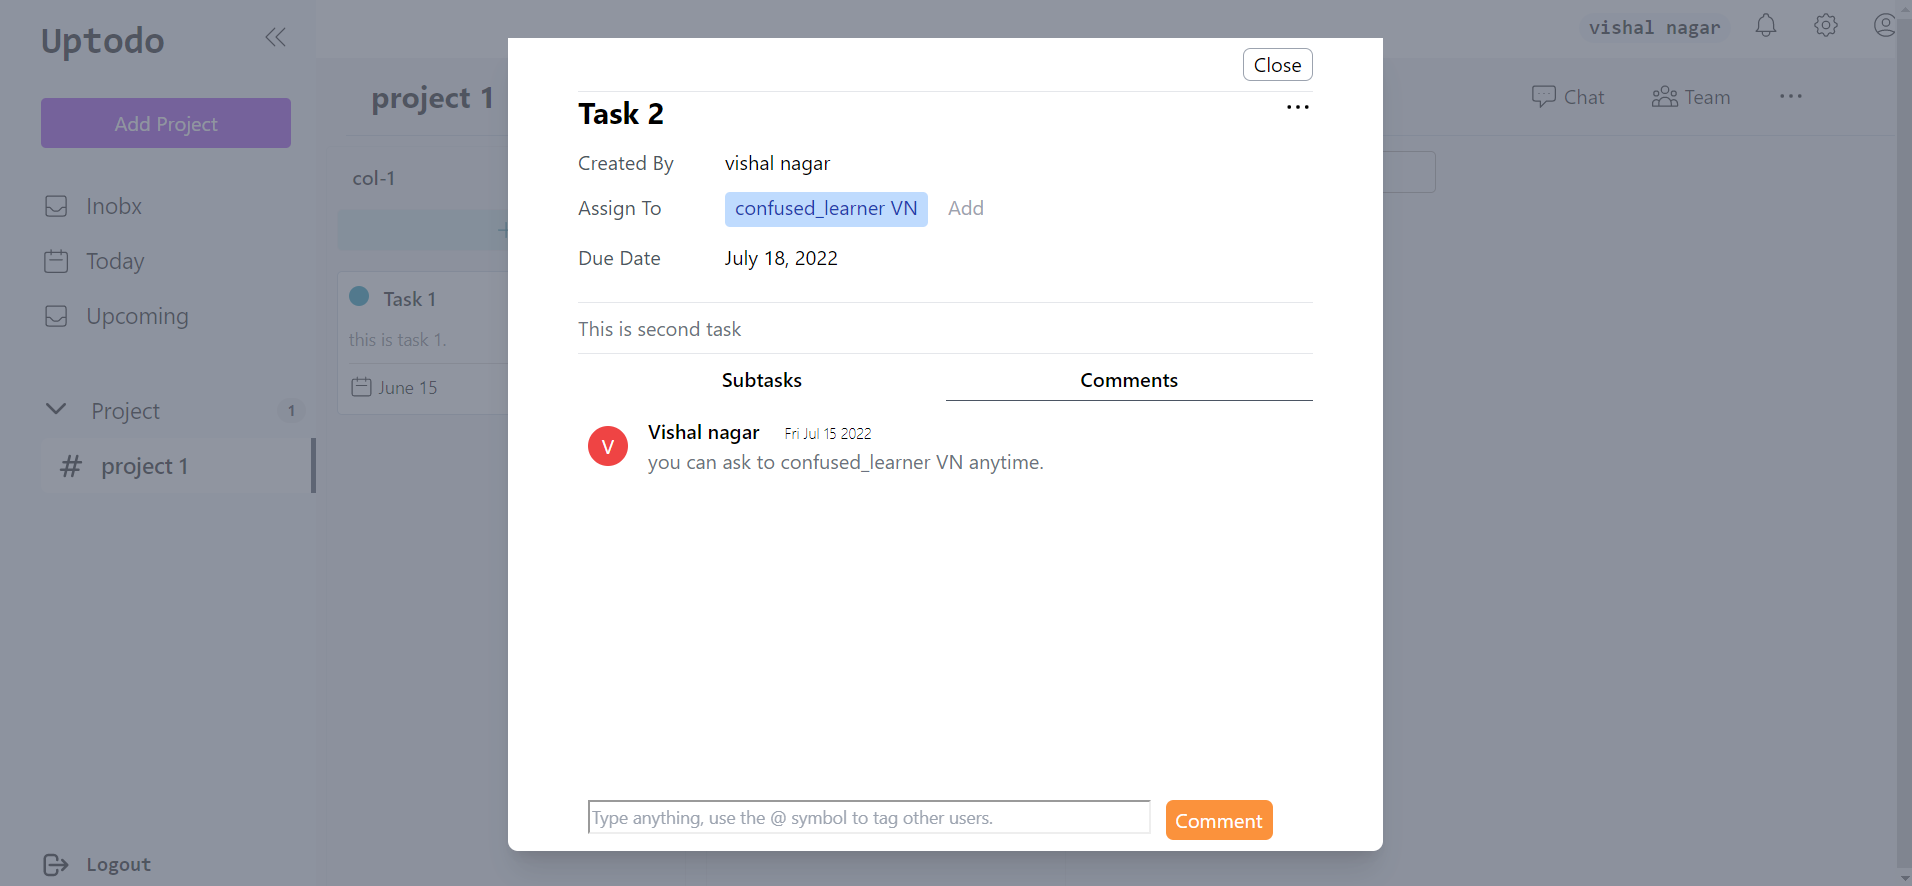 Uptodo
Add Project
Inobx
Today
Upcoming
Project 1
# project 1
Logout
vishal nagar
project 1
Chat
Team
col-1
+
Task 1
this is task 1.
June 15
Close
Task 2
Created By vishal nagar
Assign To confused_learner VN Add
Due Date July 18, 2022
This is second task
Subtasks Comments
V
Vishal nagar Fri Jul 15 2022
you can ask to confused_learner VN anytime.
Type anything, use the @ symbol to tag other users.
Comment